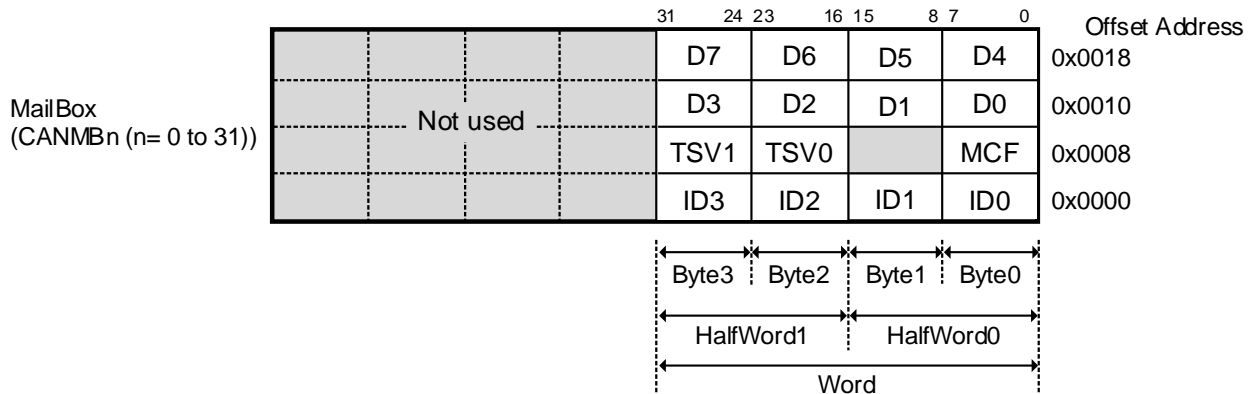 31 24 23 16 15 8 7 0 Offset Address
D7 D6 D5 D4 0x0018
MailBox
(CANMBn (n= 0 to 31))
Not used
D3 D2 D1 D0 0x0010
TSV1 TSV0 MCF 0x0008
ID3 ID2 ID1 ID0 0x0000
Byte3 Byte2 Byte1 Byte0
HalfWord1 HalfWord0
Word